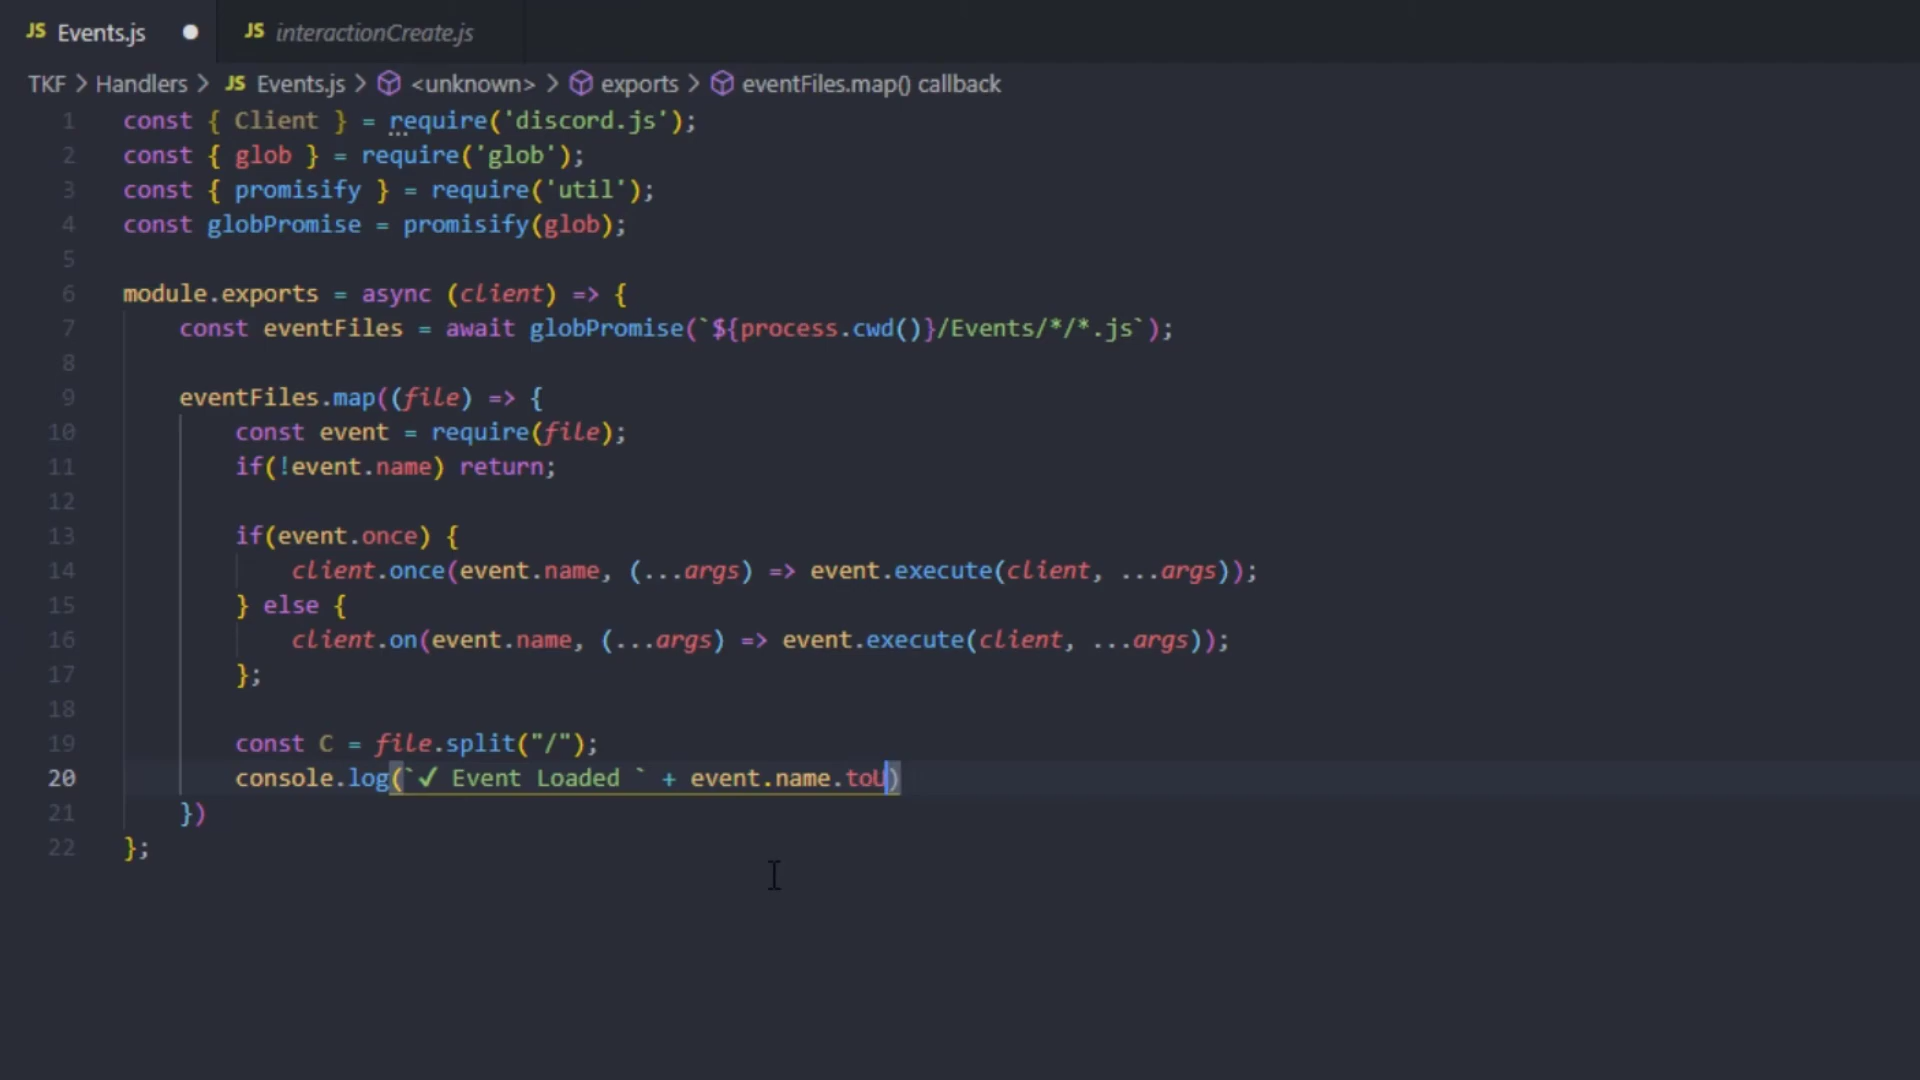 JS Events.js ● JS interactionCreate.js
TKF > Handlers > JS Events.js > <unknown> > exports > eventFiles.map() callback
1 const { Client } = require('discord.js');
2 const { glob } = require('glob');
3 const { promisify } = require('util');
4 const globPromise = promisify(glob);
5
6 module.exports = async (client) => {
7 const eventFiles = await globPromise(`${process.cwd()}/Events/*/*.js`);
8
9 eventFiles.map((file) => {
10 const event = require(file);
11 if(!event.name) return;
12
13 if(event.once) {
14 client.once(event.name, (...args) => event.execute(client, ...args));
15 } else {
16 client.on(event.name, (...args) => event.execute(client, ...args));
17 };
18
19 const C = file.split("/");
20 console.log(`✓ Event Loaded ` + event.name.toU)
21 })
22 };